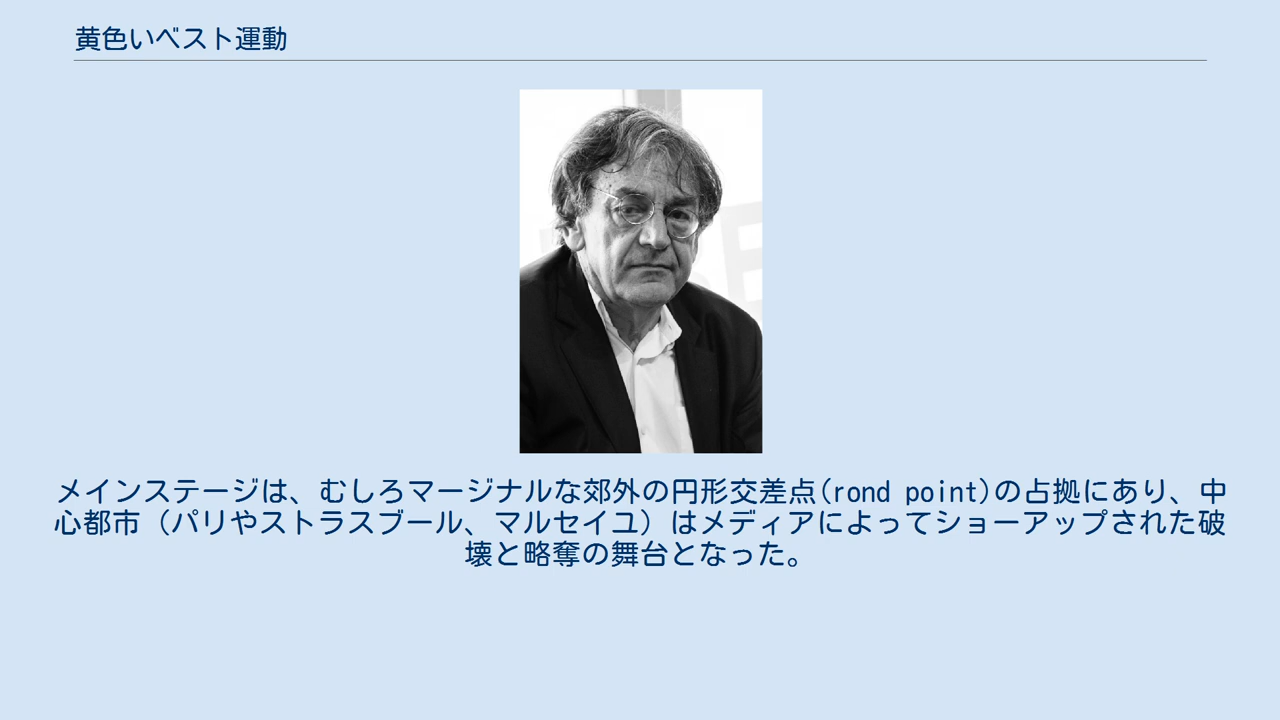 黄色いベスト運動
メインステージは、むしろマージナルな郊外の円形交差点(rond point)の占拠にあり、中
心都市（パリやストラスブール、マルセイユ）はメディアによってショーアップされた破
壊と略奪の舞台となった。